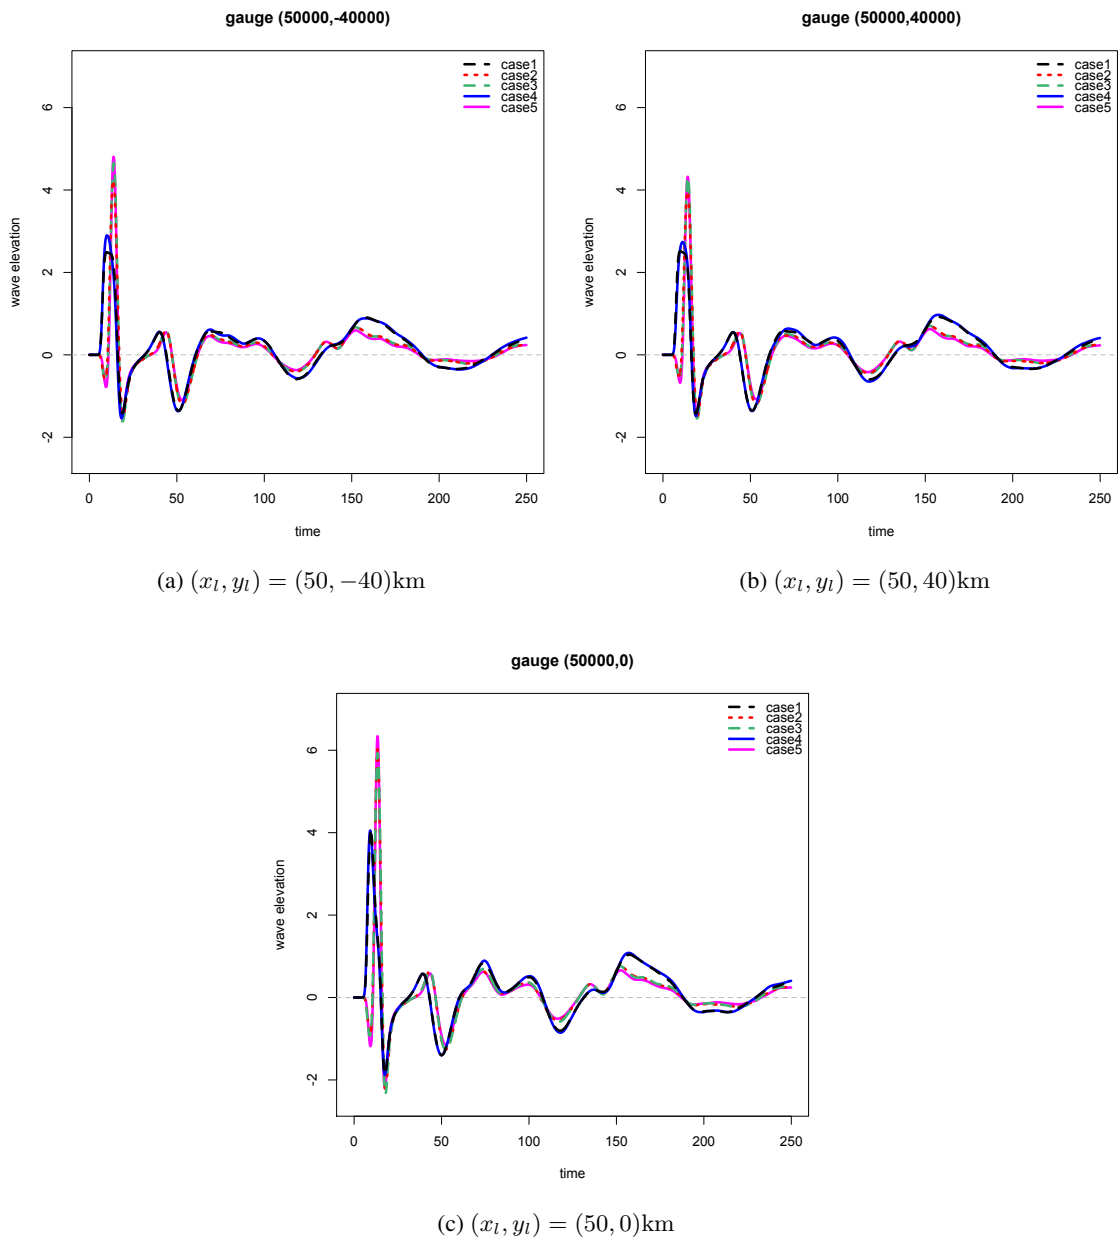 gauge (50000,-40000)
wave elevation
6
4
2
0
-2
case1
case2
case3
case4
case5
0 50 100 150 200 250
time
(a) (x_l, y_l) = (50, −40)km
gauge (50000,40000)
wave elevation
6
4
2
0
-2
case1
case2
case3
case4
case5
0 50 100 150 200 250
time
(b) (x_l, y_l) = (50, 40)km
gauge (50000,0)
wave elevation
6
4
2
0
-2
case1
case2
case3
case4
case5
0 50 100 150 200 250
time
(c) (x_l, y_l) = (50, 0)km